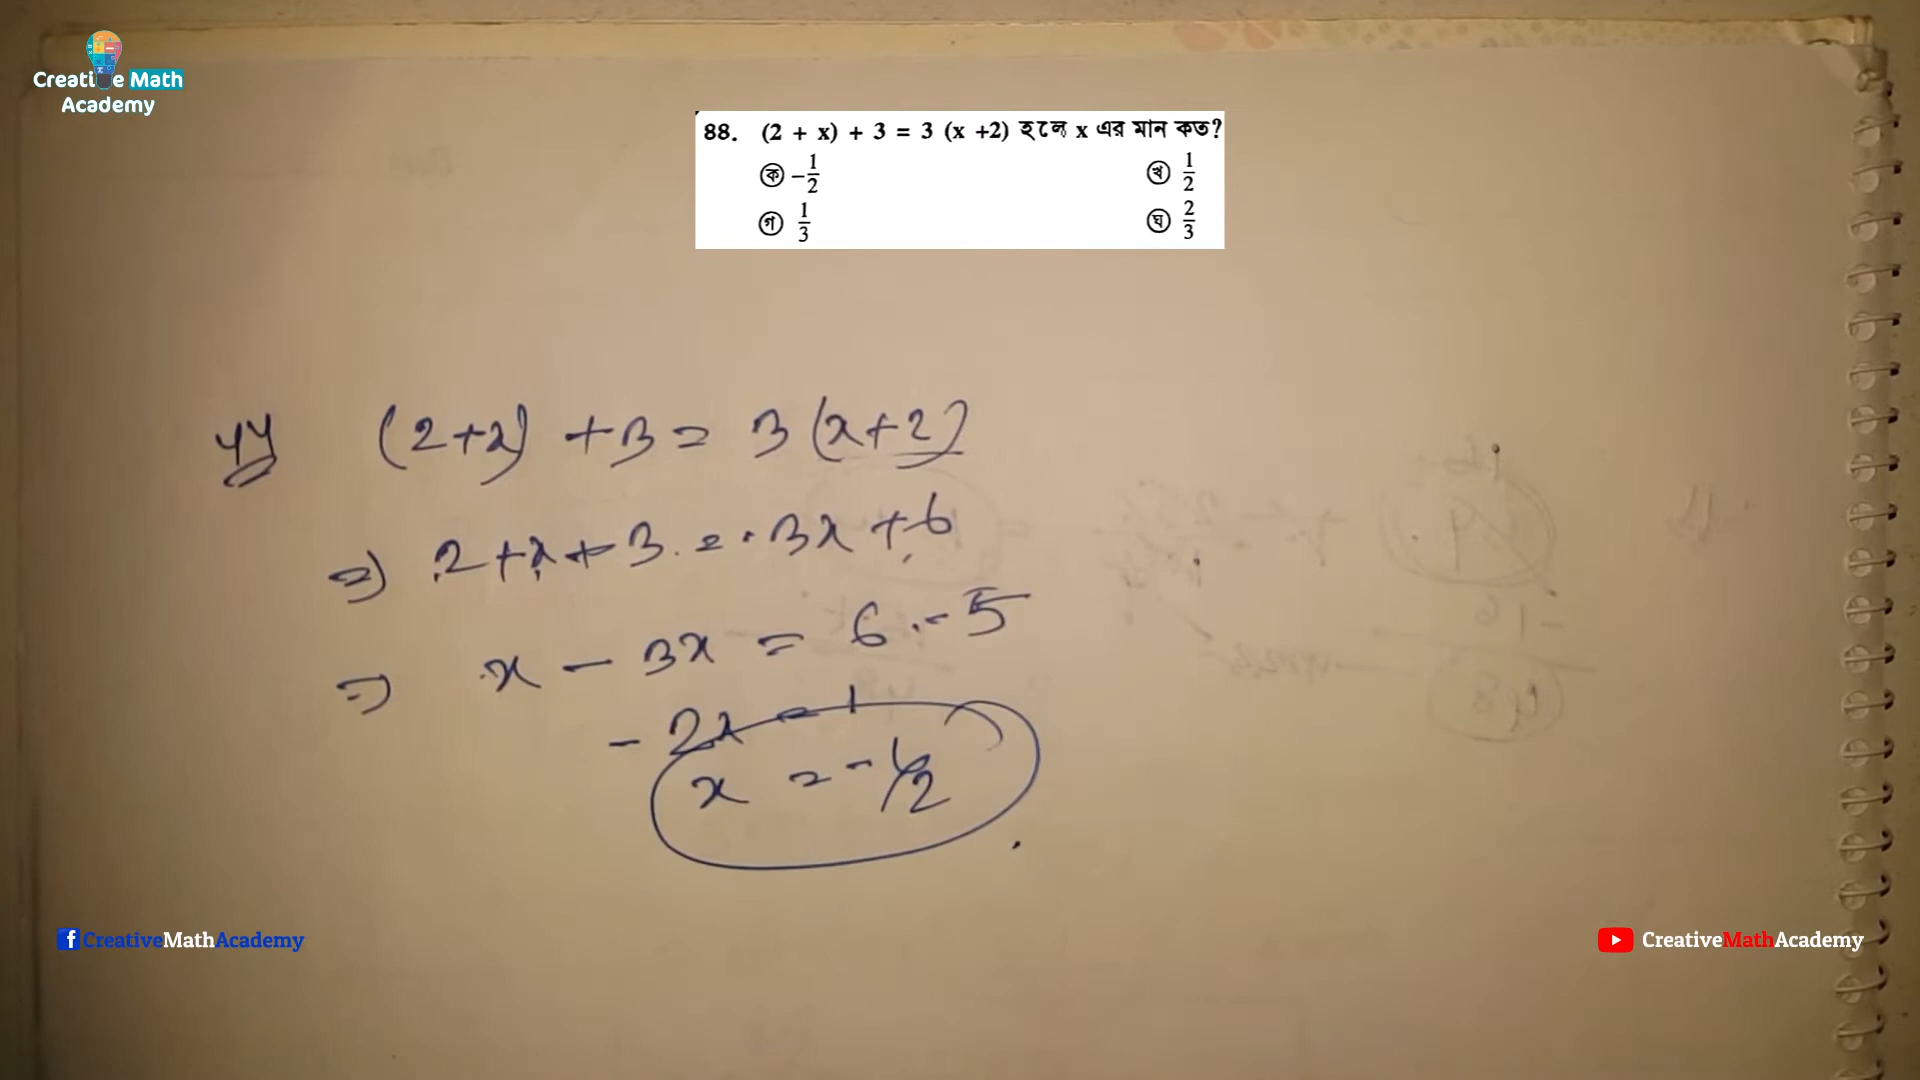 Creative Math
Academy
88. (2 + x) + 3 = 3 (x +2) হলে x এর মান কত?
ক -1/2 খ 1/2
গ 1/3 ঘ 2/3
(2+x) +3 = 3 (x+2)
=) 2+x+3 = 3x +6
=) x - 3x = 6 - 5
- 2x = 1
x = -1/2
CreativeMathAcademy
CreativeMathAcademy